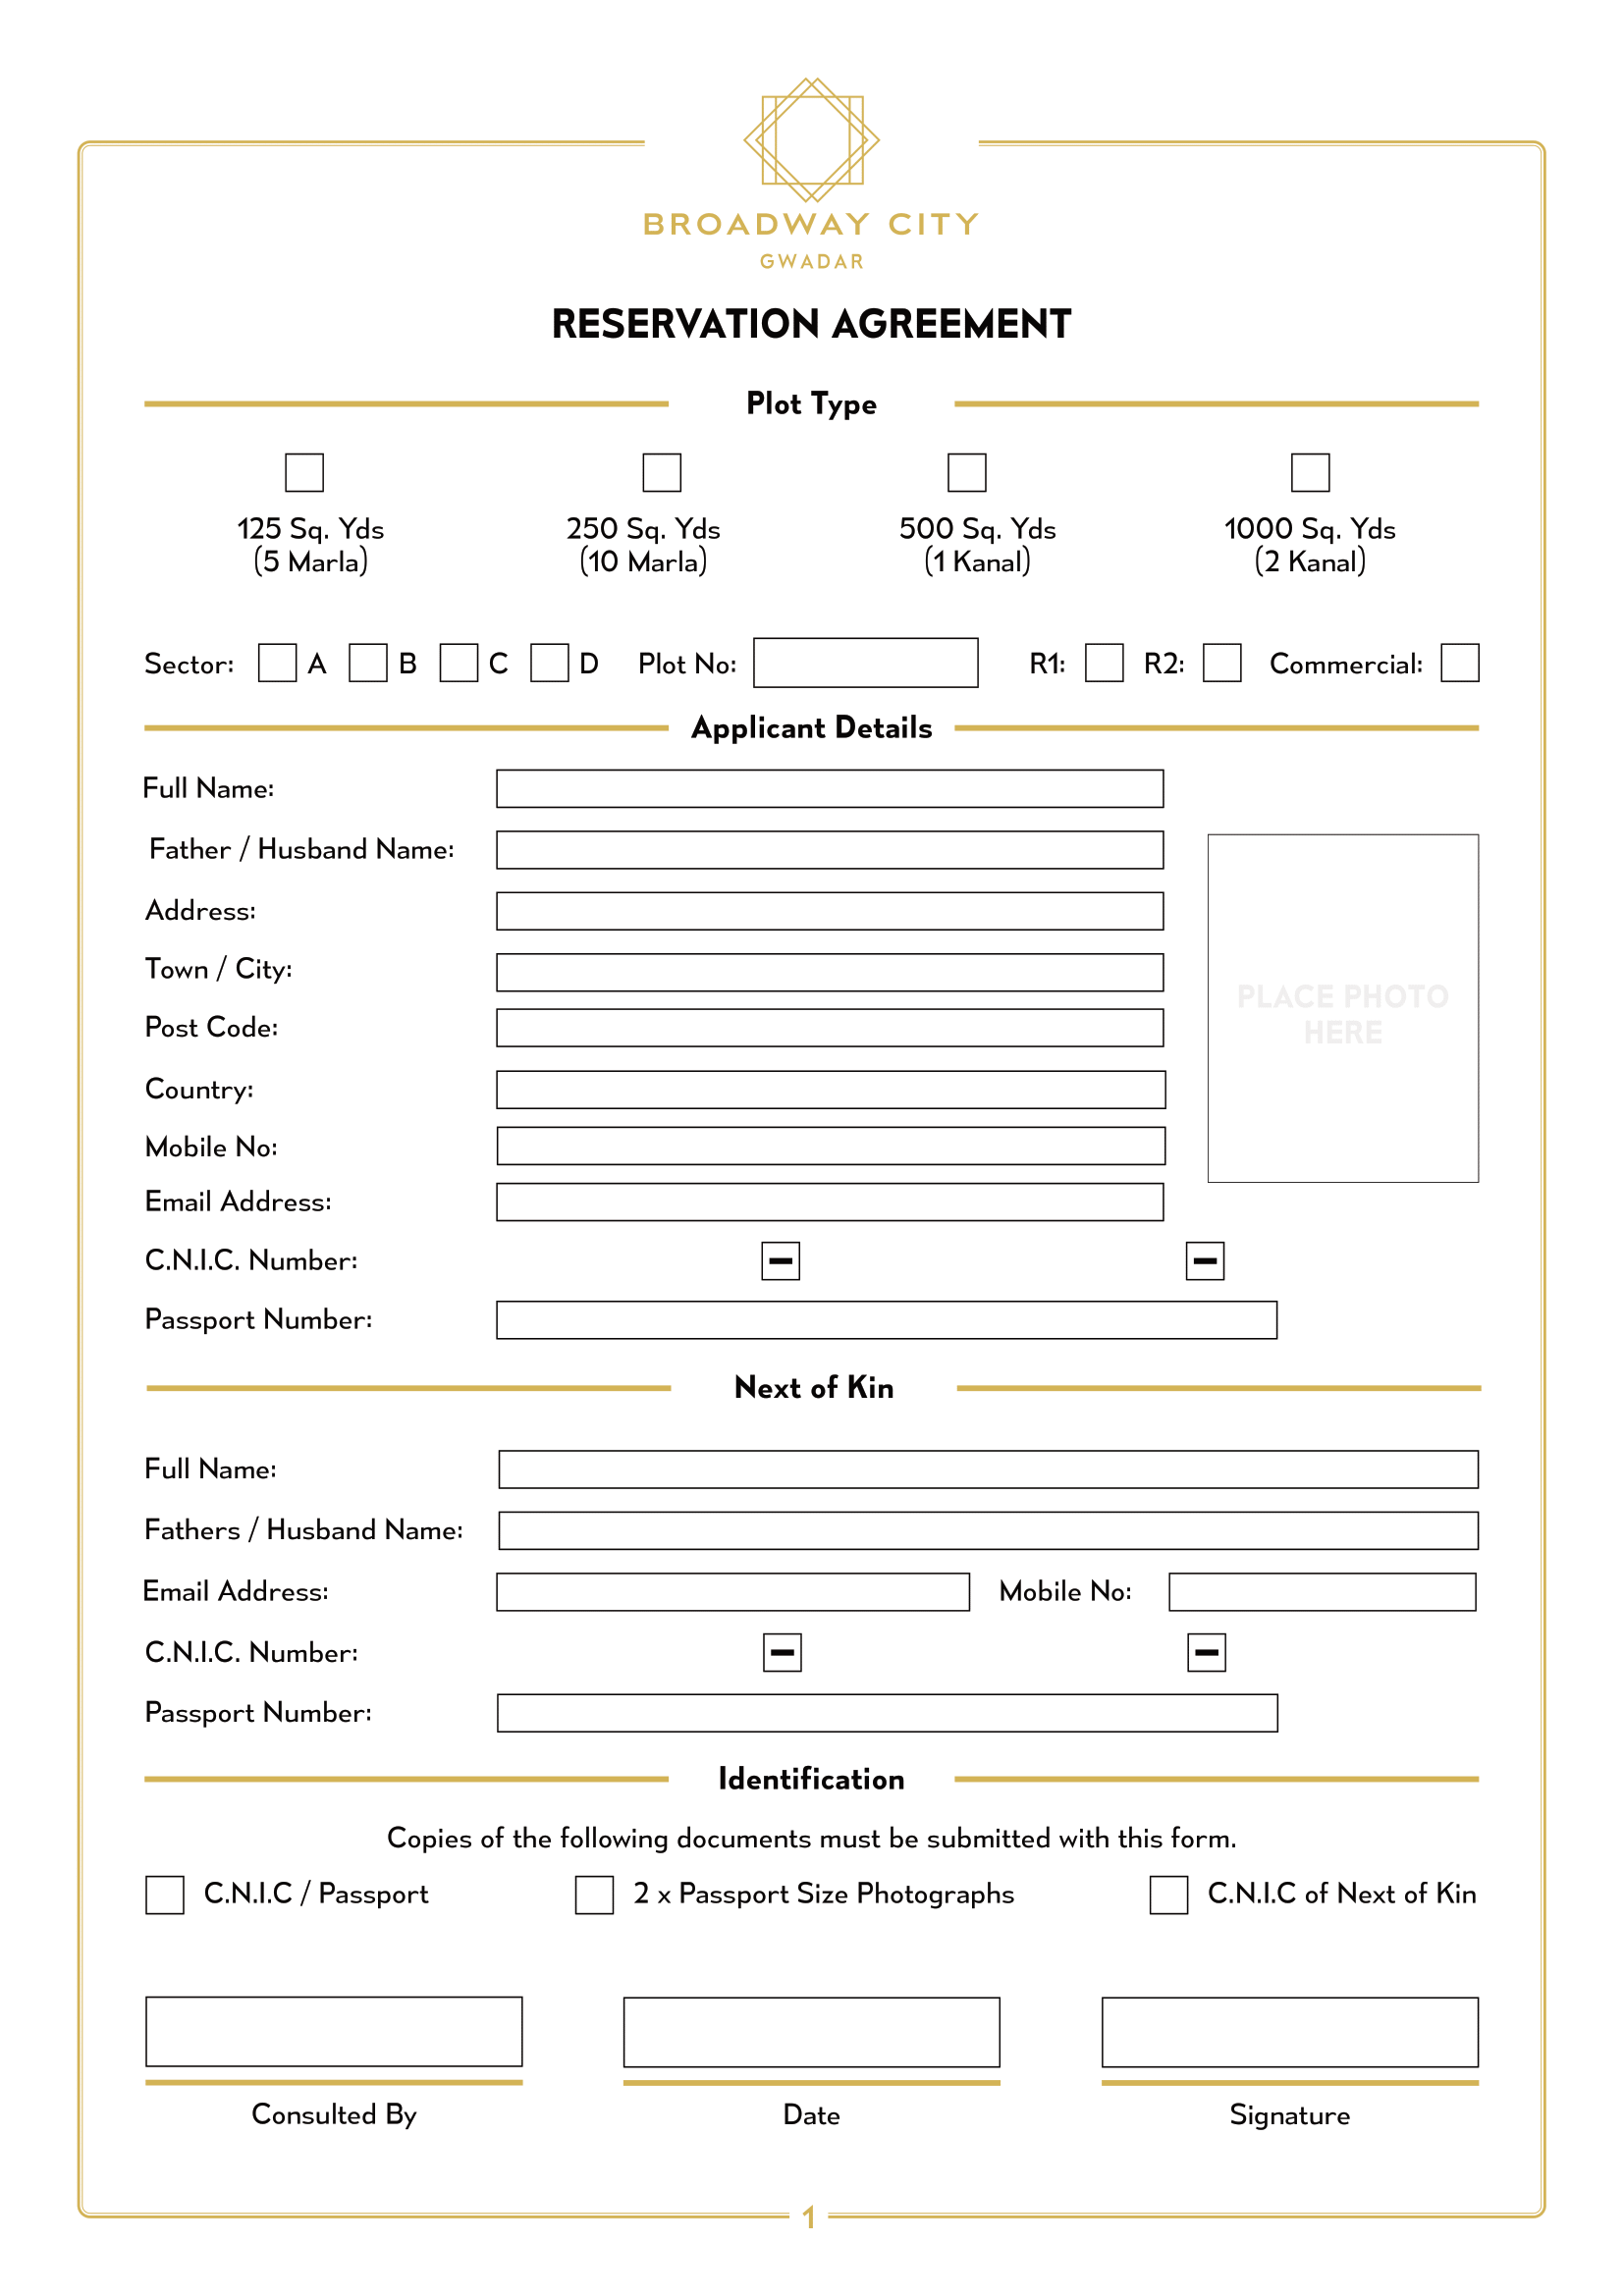 BROADWAY CITY
GWADAR
RESERVATION AGREEMENT
Plot Type
125 Sq. Yds
(5 Marla)
250 Sq. Yds
(10 Marla)
500 Sq. Yds
(1 Kanal)
1000 Sq. Yds
(2 Kanal)
Sector: A B C D Plot No: R1: R2: Commercial:
Applicant Details
Full Name:
Father / Husband Name:
Address:
Town / City:
Post Code:
Country:
Mobile No:
Email Address:
PLACE PHOTO
HERE
C.N.I.C. Number: – –
Passport Number:
Next of Kin
Full Name:
Fathers / Husband Name:
Email Address: Mobile No:
C.N.I.C. Number: – –
Passport Number:
Identification
Copies of the following documents must be submitted with this form.
C.N.I.C / Passport 2 x Passport Size Photographs C.N.I.C of Next of Kin
Consulted By Date Signature
1